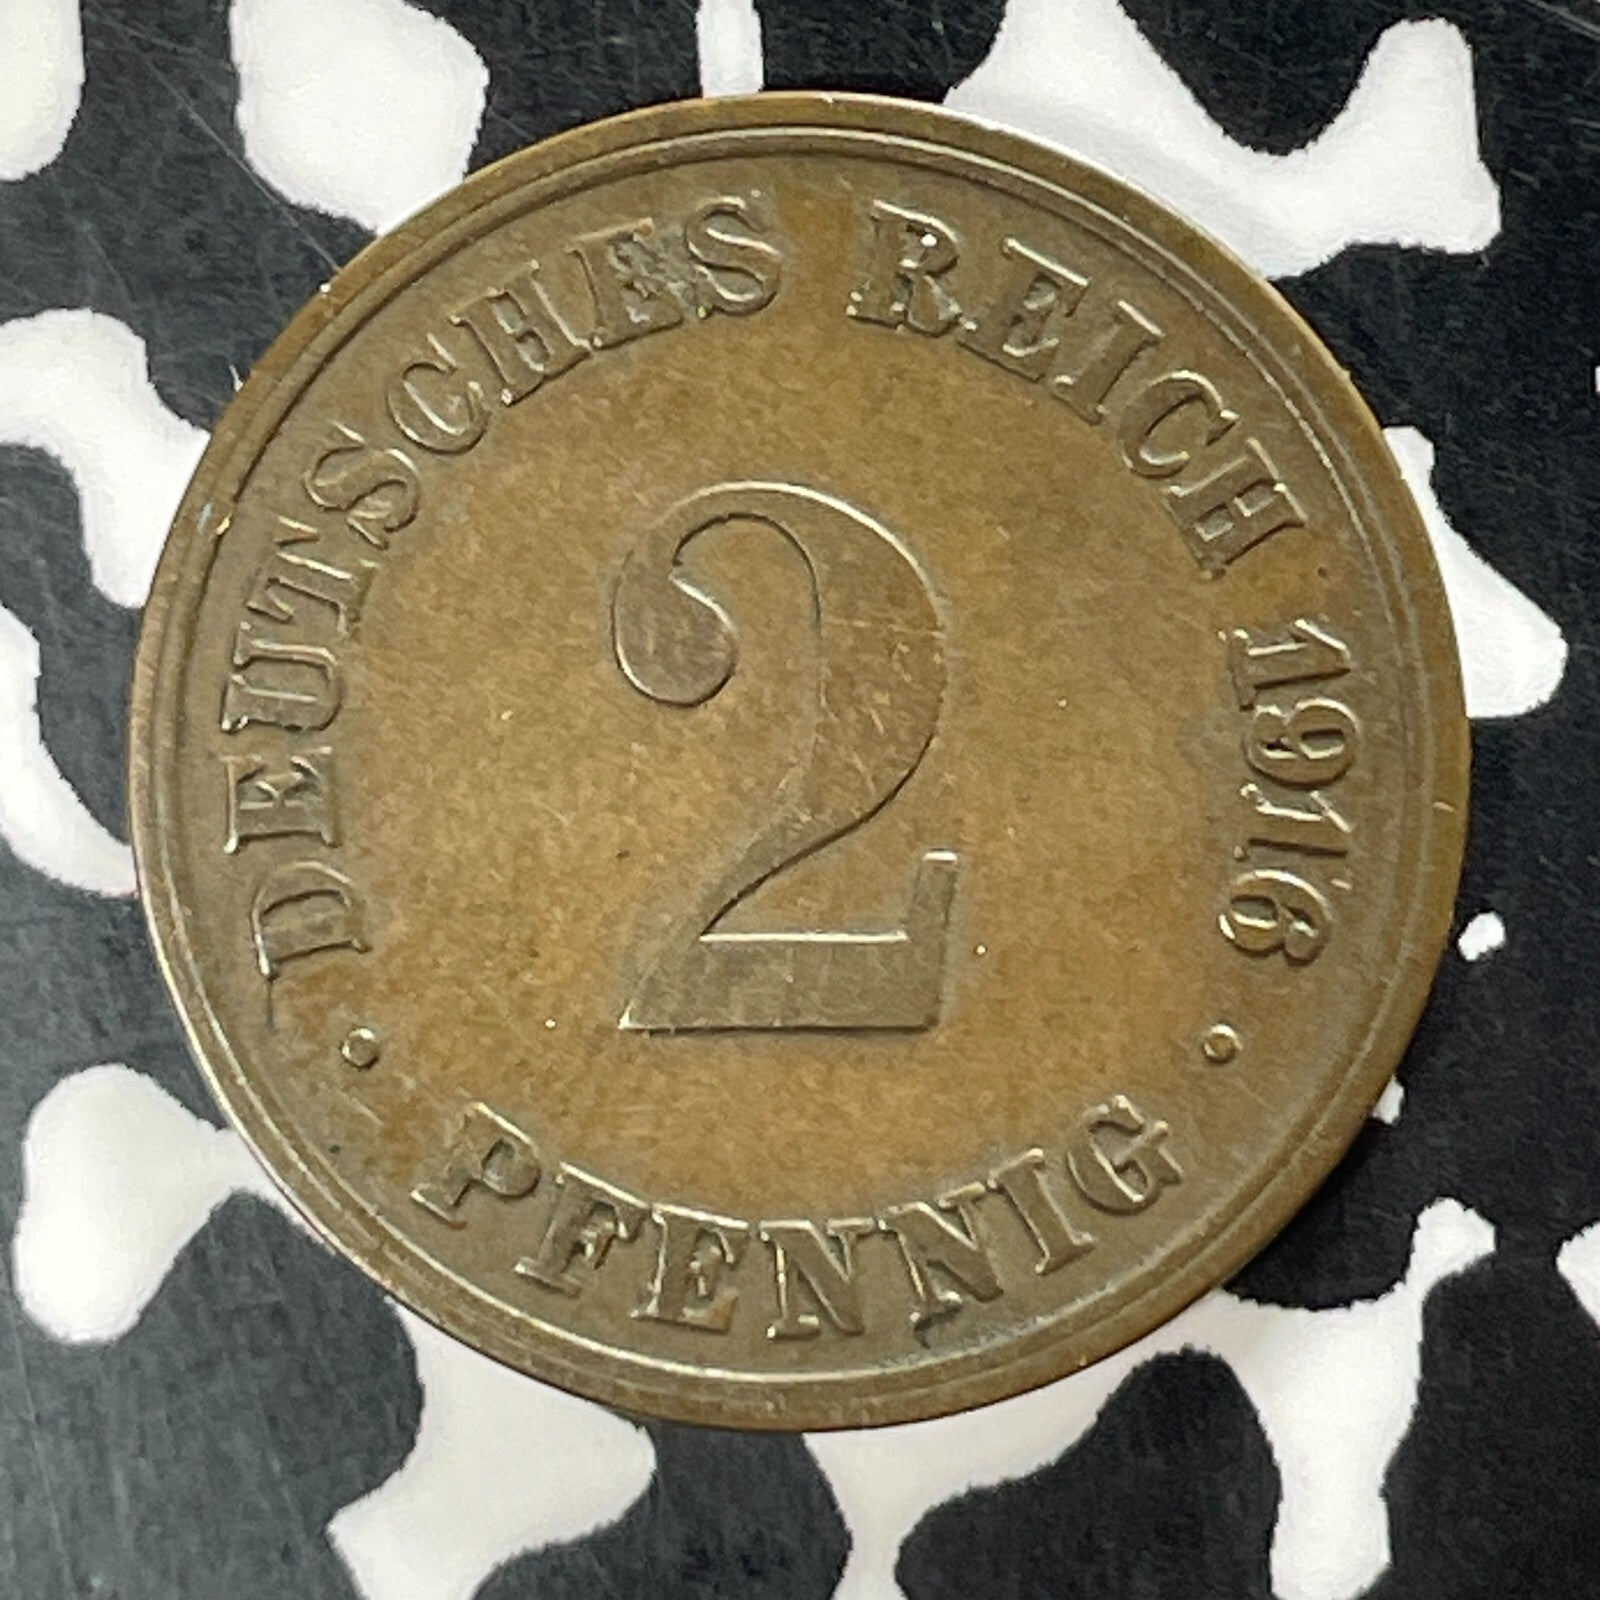 DEUTSCHES REICH 1916
2
· PFENNIG ·